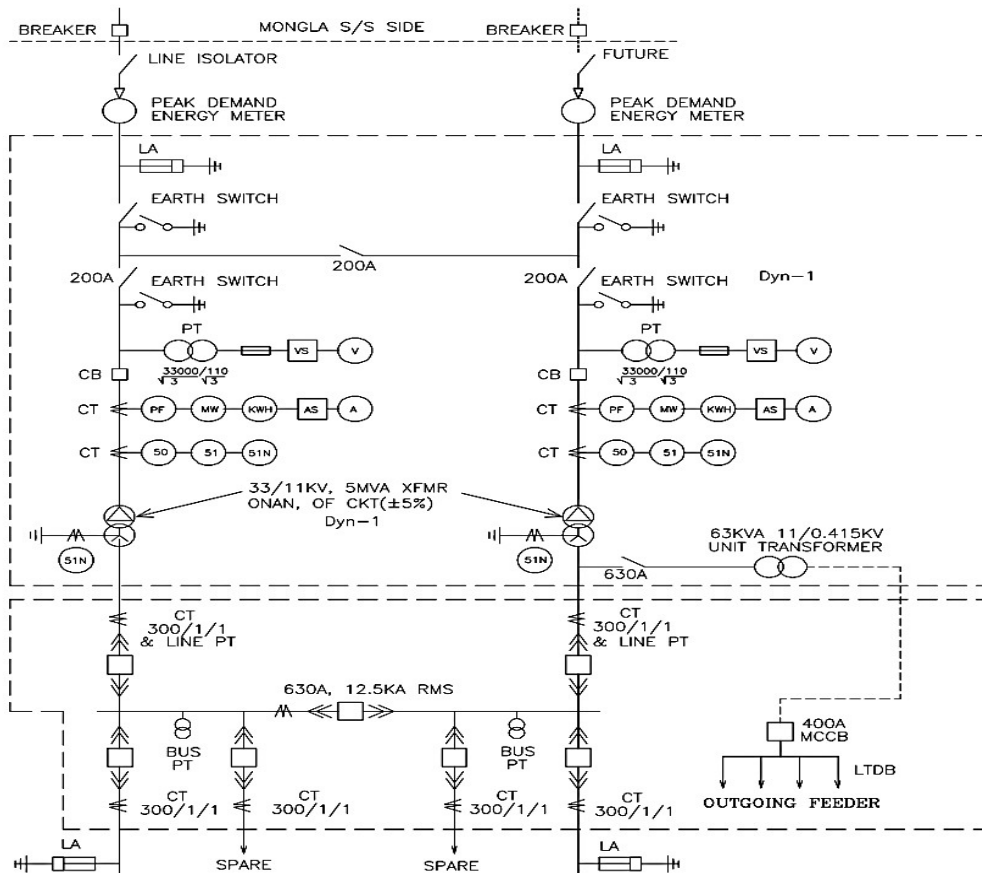 BREAKER
MONGLA S/S SIDE
BREAKER
LINE ISOLATOR
FUTURE
PEAK DEMAND
ENERGY METER
PEAK DEMAND
ENERGY METER
LA
LA
EARTH SWITCH
EARTH SWITCH
200A
200A
EARTH SWITCH
200A
EARTH SWITCH
Dyn-1
PT
VS
V
PT
VS
V
CB
33000/110
√3 √3
CB
33000/110
√3 √3
CT
PF
MW
KWH
AS
A
CT
PF
MW
KWH
AS
A
CT
50
51
51N
CT
50
51
51N
33/11KV, 5MVA XFMR
ONAN, OF CKT(±5%)
Dyn-1
51N
51N
63KVA 11/0.415KV
UNIT TRANSFORMER
630A
CT
300/1/1
& LINE PT
CT
300/1/1
& LINE PT
630A, 12.5KA RMS
BUS
PT
BUS
PT
400A
MCCB
LTDB
OUTGOING FEEDER
CT
300/1/1
CT
300/1/1
CT
300/1/1
CT
300/1/1
LA
SPARE
SPARE
LA